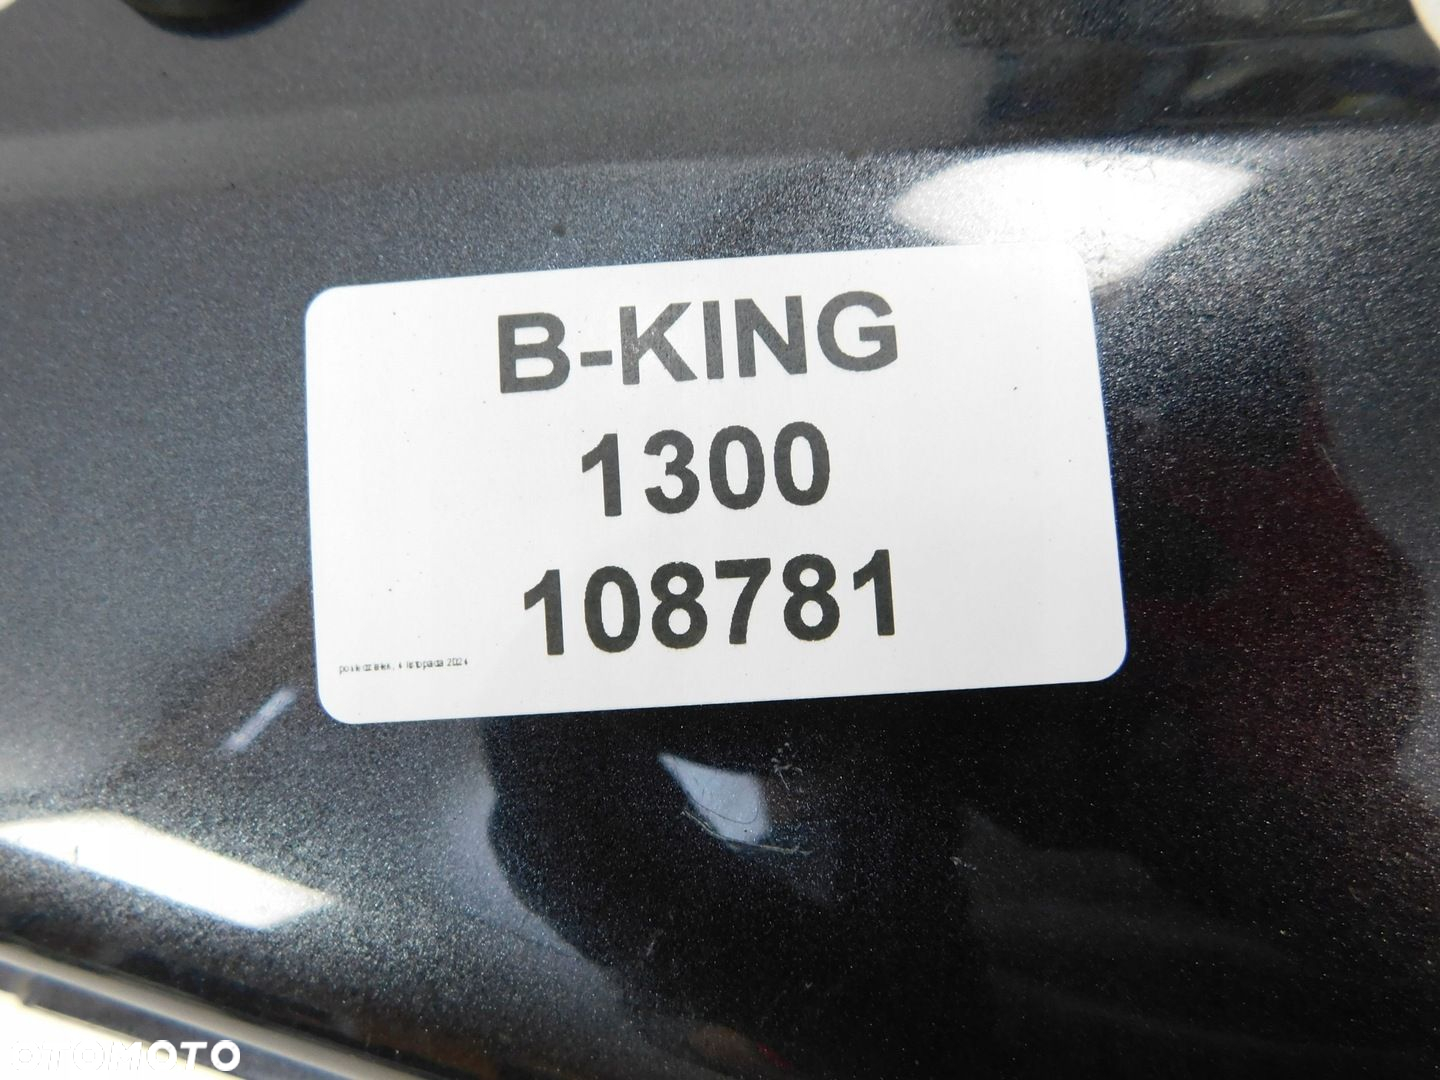 B-KING
1300
108781
poniedziałek, 4 listopada 2024
OTOMOTO